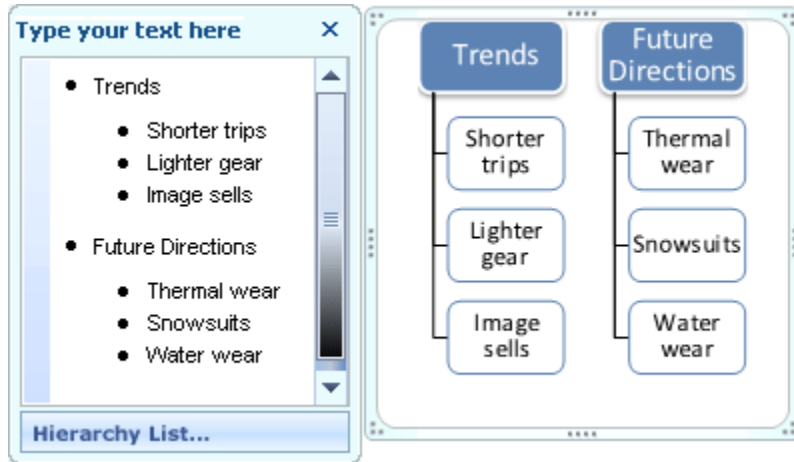 Type your text here
Trends
Shorter trips
Lighter gear
Image sells
Future Directions
Thermal wear
Snowsuits
Water wear
Hierarchy List...
Trends
Shorter
trips
Lighter
gear
Image
sells
Future
Directions
Thermal
wear
Snowsuits
Water
wear